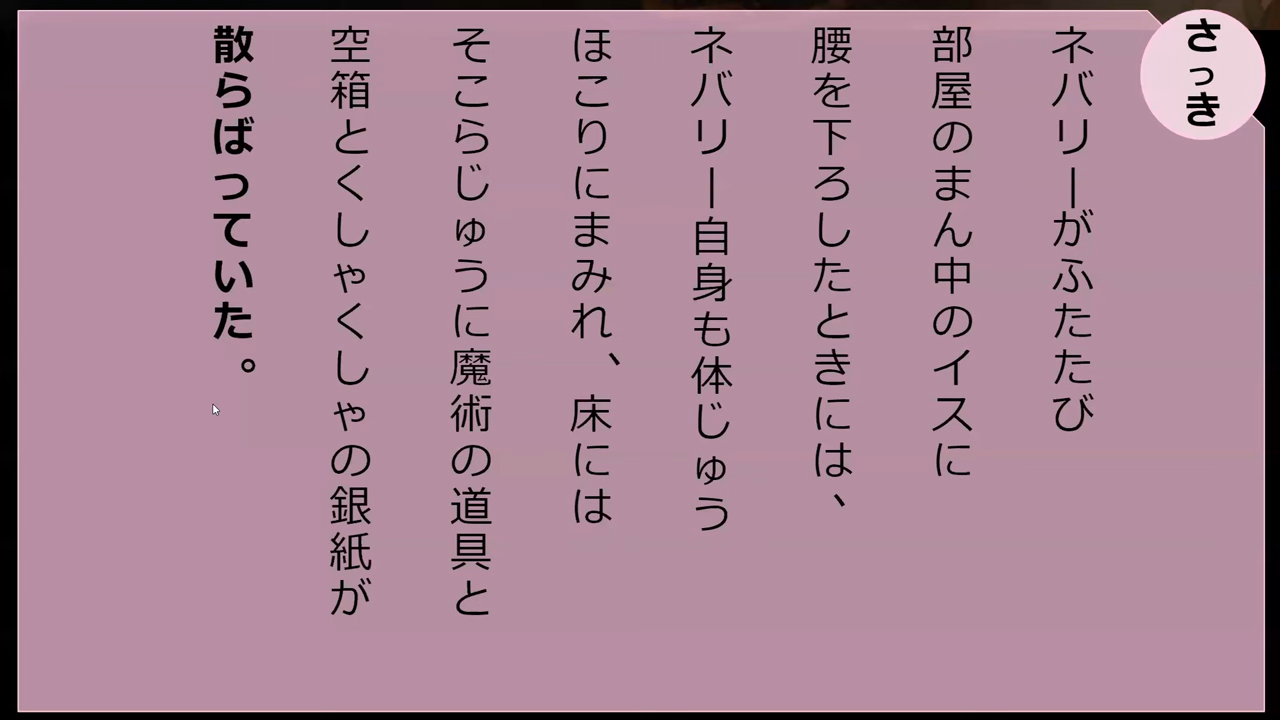 さっき
ネバリーがふたたび
部屋のまん中のイスに
腰を下ろしたときには、
ネバリー自身も体じゅう
ほこりにまみれ、床には
そこらじゅうに魔術の道具と
空箱とくしゃくしゃの銀紙が
散らばっていた。